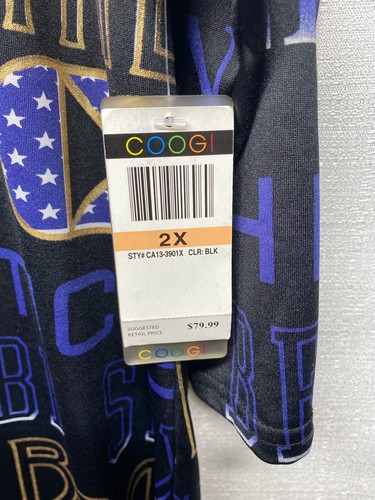 COOGI
2X
STY# CA13-3901X CLR: BLK
SUGGESTED
RETAIL PRICE:
$79.99
COOGI